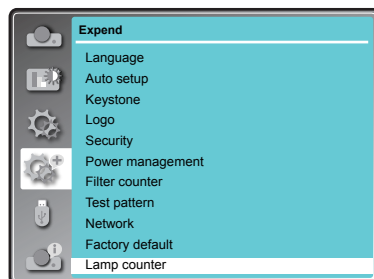 Expend
Language
Auto setup
Keystone
Logo
Security
Power management
Filter counter
Test pattern
Network
Factory default
Lamp counter